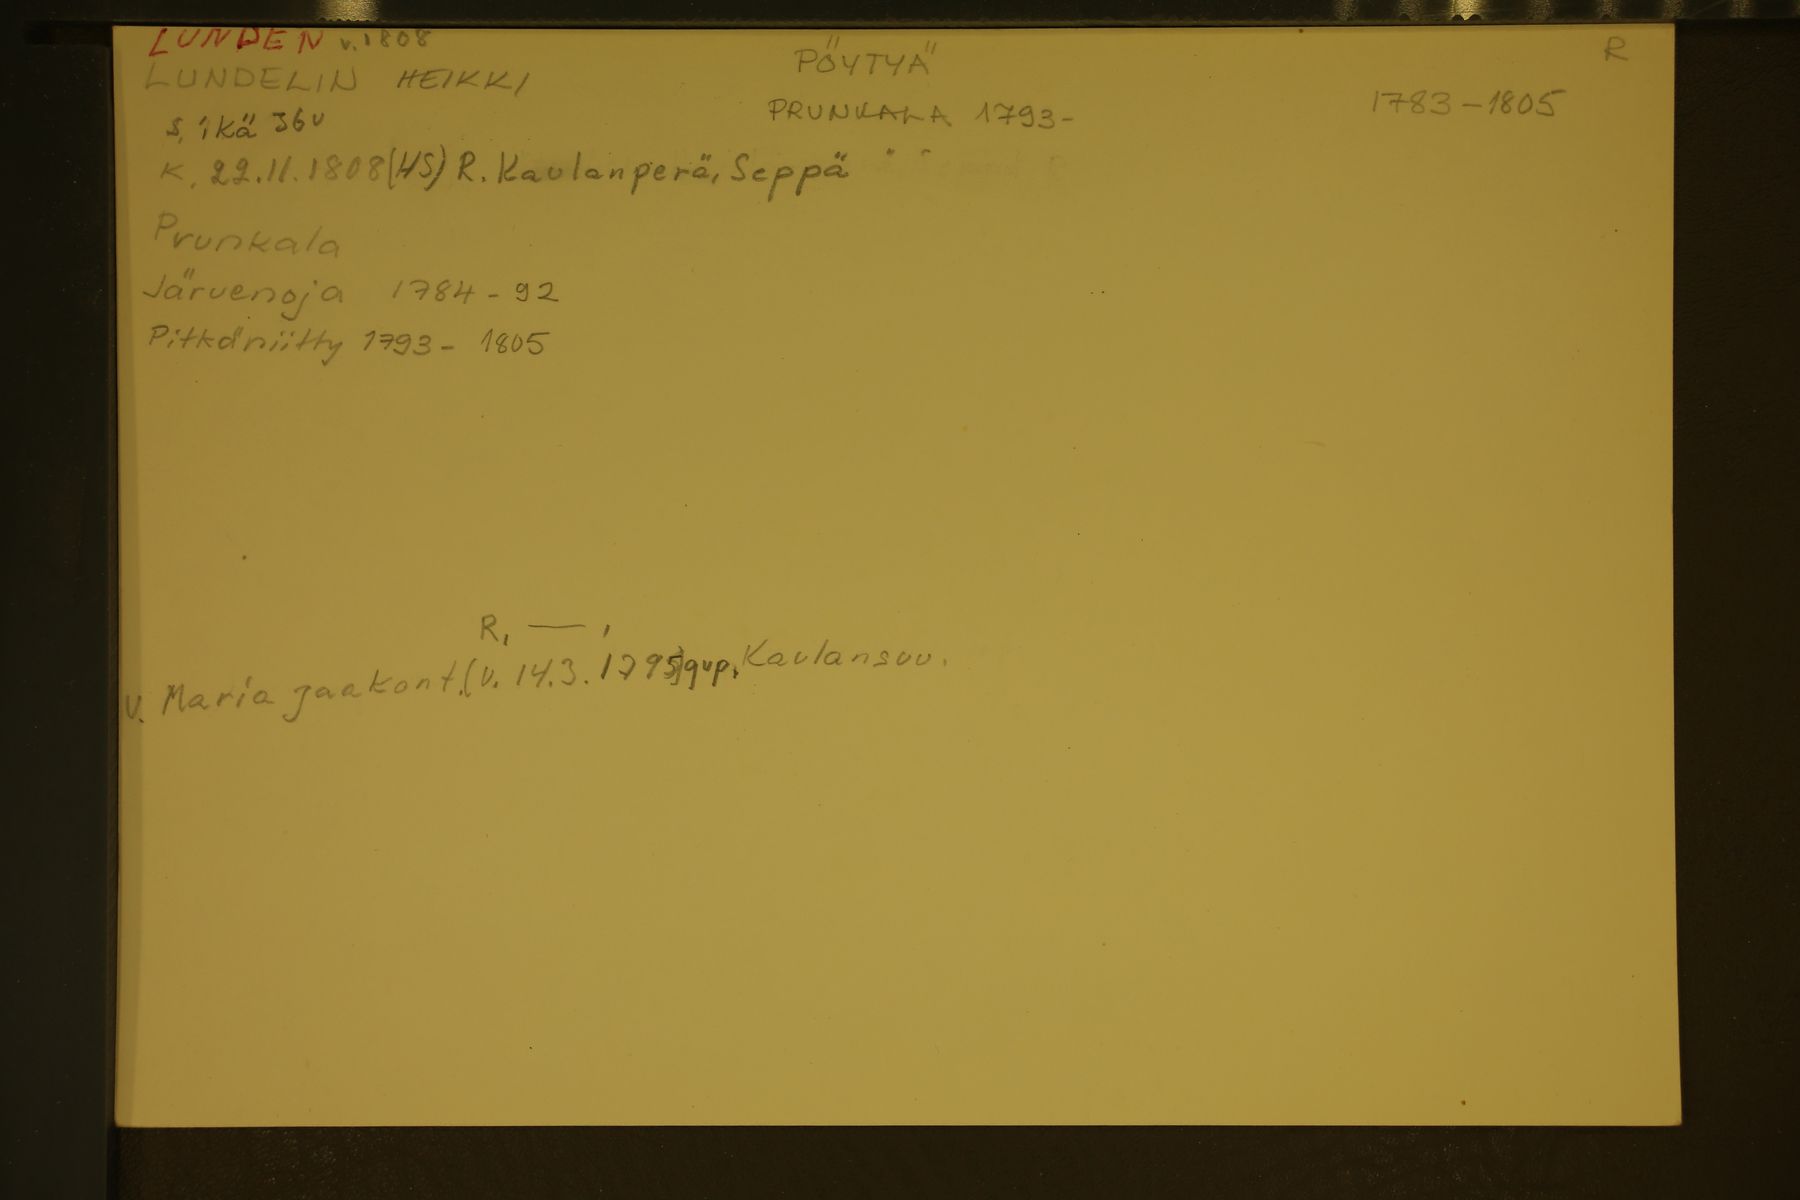 LUNDEN v. 1808
LUNDELIN HEIKKI
PÖYTYÄ
R
s, ikä 36v
PRUNKALA 1793-
1783-1805
K, 22.11.1808 (HS) R. Kaulanperä, Seppä
Prunkala
Järvenoja 1784-92
Pitkäniitty 1793- 1805
R, — ,
V. Maria Jaakont. (v. 14.3. 1795) qvp. Kaulansuu.